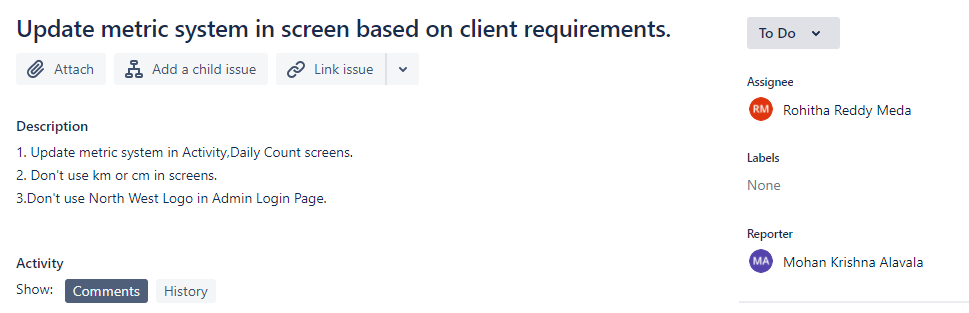 Update metric system in screen based on client requirements.
Attach
Add a child issue
Link issue
Description
1. Update metric system in Activity,Daily Count screens.
2. Don't use km or cm in screens.
3.Don't use North West Logo in Admin Login Page.
Activity
Show:
Comments
History
To Do
Assignee
RM Rohitha Reddy Meda
Labels
None
Reporter
MA Mohan Krishna Alavala